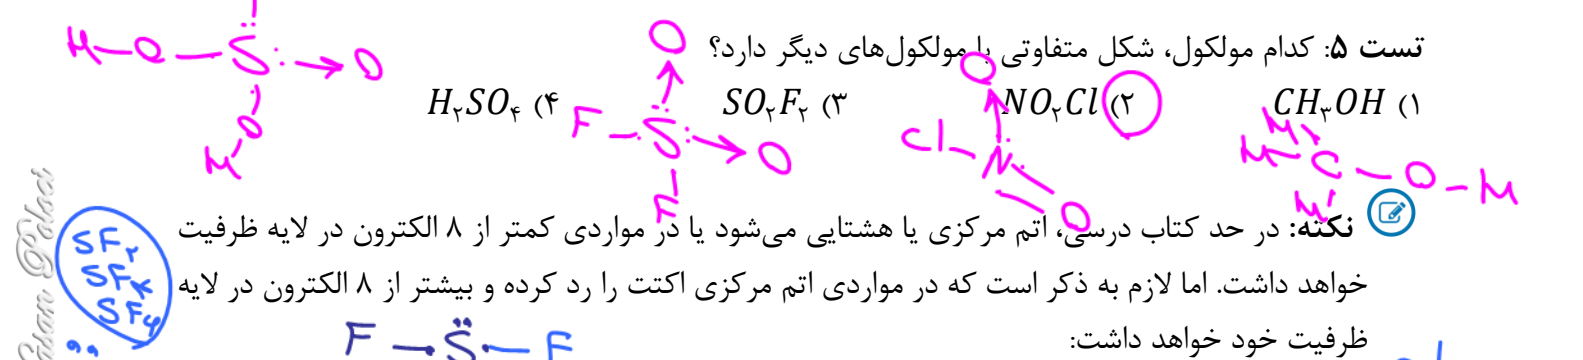 تست ۵: کدام مولکول، شکل متفاوتی با مولکول‌های دیگر دارد؟
۱) CH۳OH ۲) NO۲Cl ۳) SO۲F۲ ۴) H۲SO۴
H-O-S→O
O-H
O
F-S→O
F
O
Cl-N=O
H
H-C-O-H
H
نکته: در حد کتاب درسی، اتم مرکزی یا هشتایی می‌شود یا در مواردی کمتر از ۸ الکترون در لایه ظرفیت
خواهد داشت. اما لازم به ذکر است که در مواردی اتم مرکزی اکتت را رد کرده و بیشتر از ۸ الکترون در لایه
ظرفیت خود خواهد داشت:
SF۲
SF۴
SF۶
F-S-F